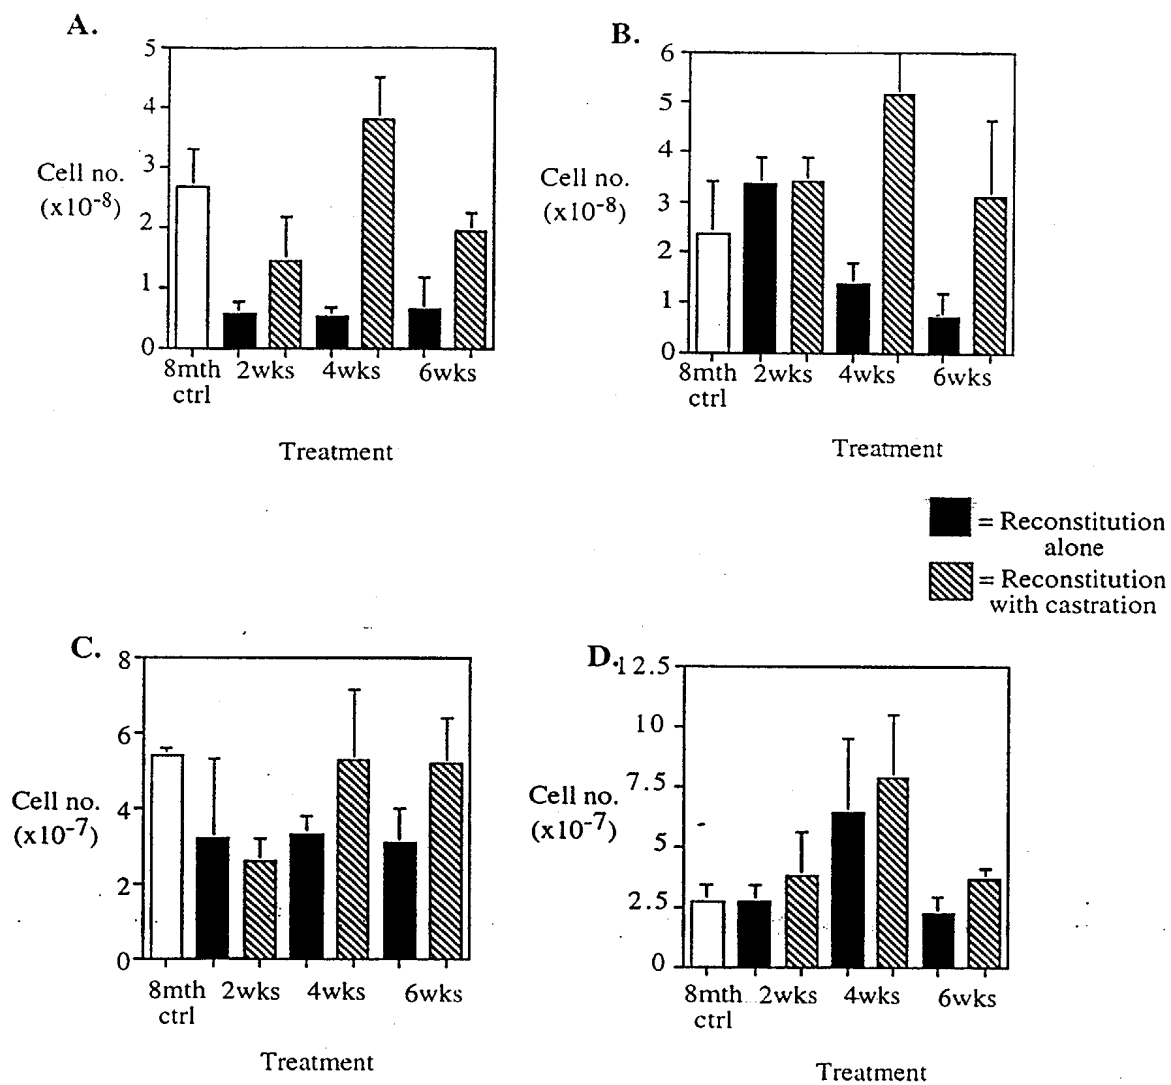 A.
5
4
3
2
1
0
Cell no.
(x10-8)
8mth 2wks 4wks 6wks
ctrl
Treatment
B.
6
5
4
3
2
1
0
Cell no.
(x10-8)
8mth 2wks 4wks 6wks
ctrl
Treatment
= Reconstitution
alone
= Reconstitution
with castration
C.
8
6
4
2
0
Cell no.
(x10-7)
8mth 2wks 4wks 6wks
ctrl
Treatment
D.
12.5
10
7.5
5
2.5
0
Cell no.
(x10-7)
8mth 2wks 4wks 6wks
ctrl
Treatment